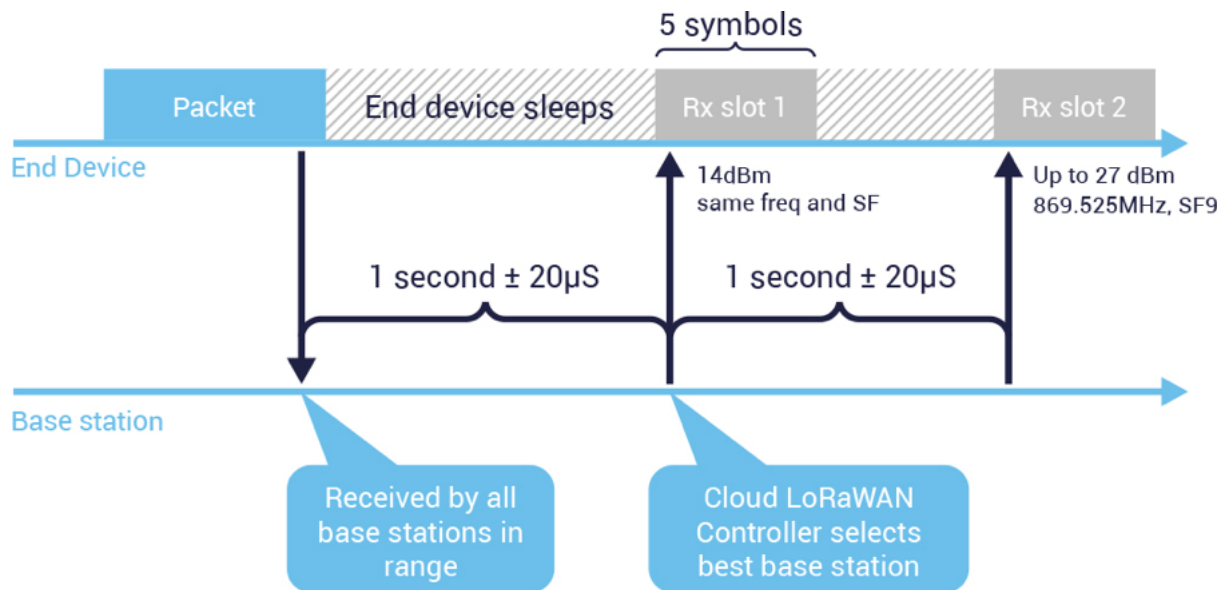 5 symbols
Packet
End device sleeps
Rx slot 1
Rx slot 2
End Device
14dBm
same freq and SF
Up to 27 dBm
869.525MHz, SF9
1 second ± 20µS
1 second ± 20µS
Base station
Received by all
base stations in
range
Cloud LoRaWAN
Controller selects
best base station